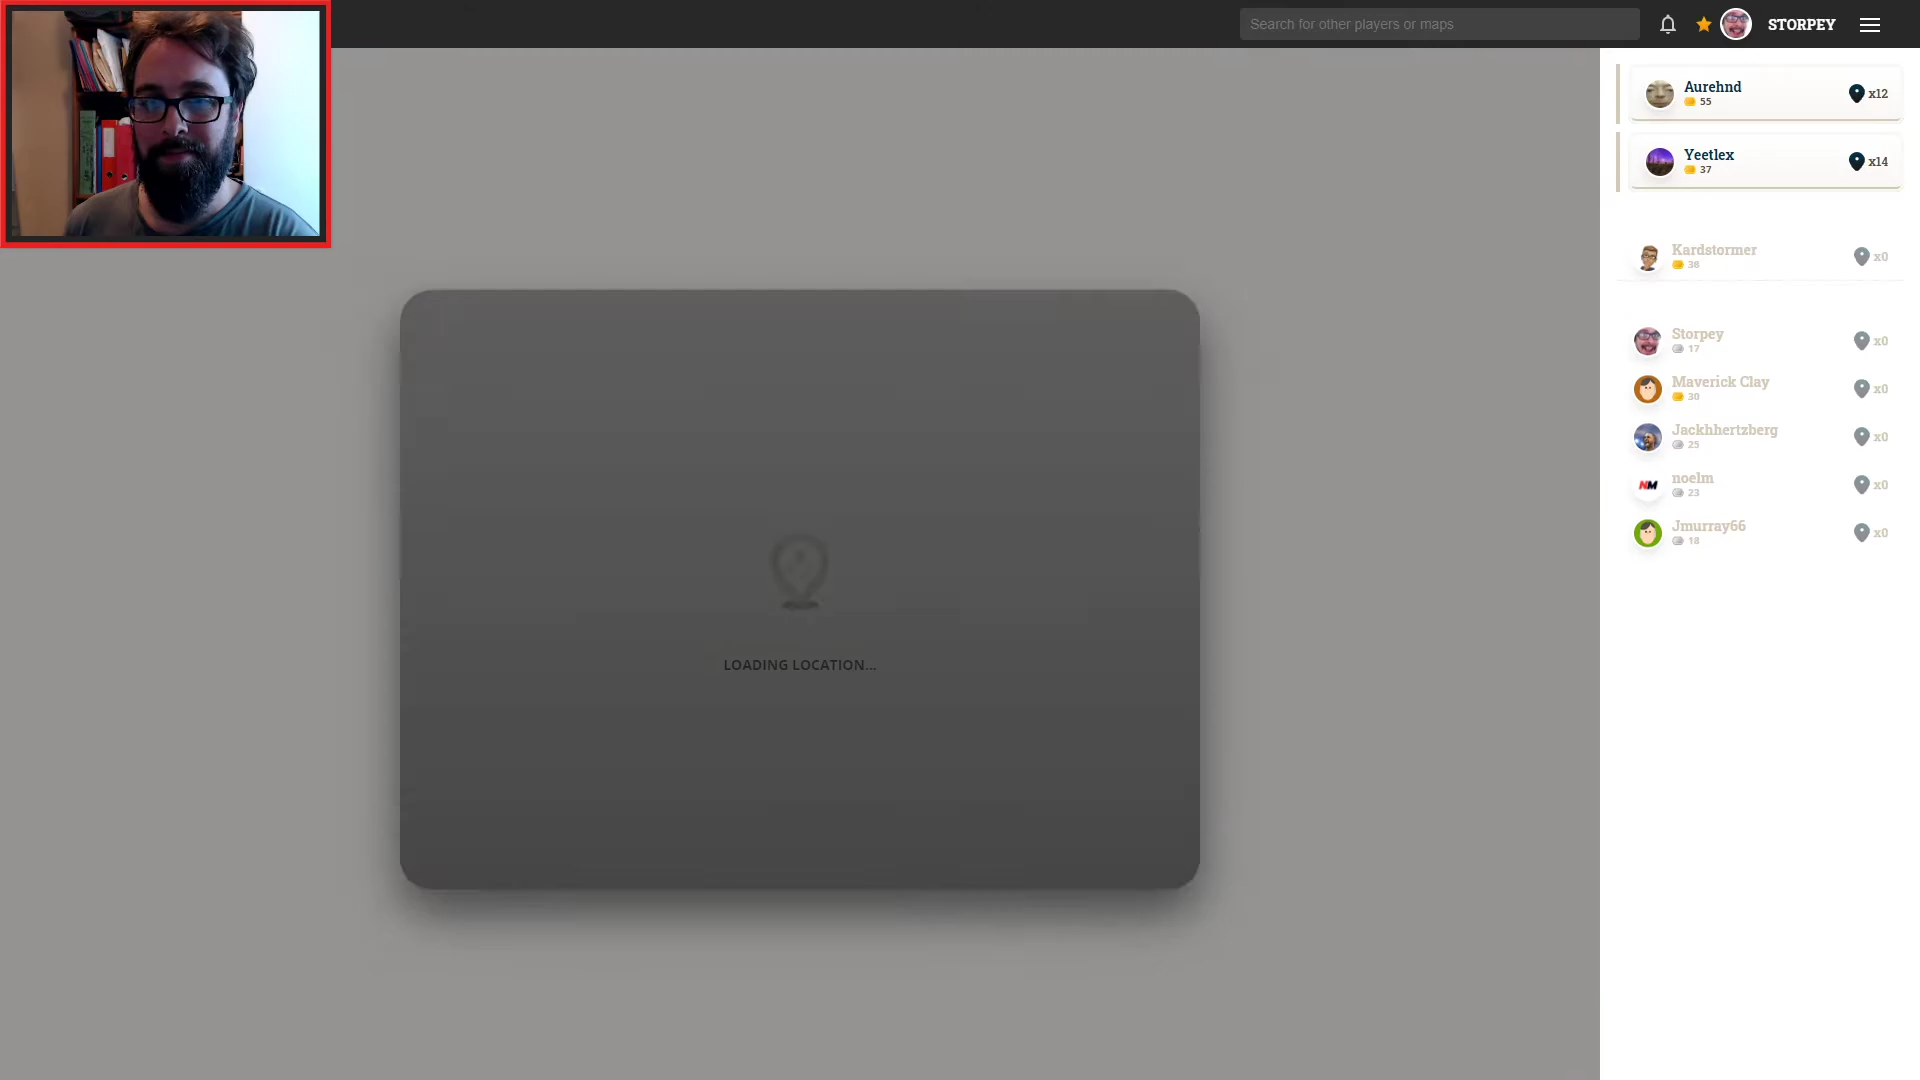 Search for other players or maps
STORPEY
Aurehnd
55
x12
Yeetlex
37
x14
Kardstormer
38
x0
Storpey
17
x0
Maverick Clay
30
x0
Jackhhertzberg
25
x0
NM
noelm
23
x0
Jmurray66
18
x0
LOADING LOCATION...